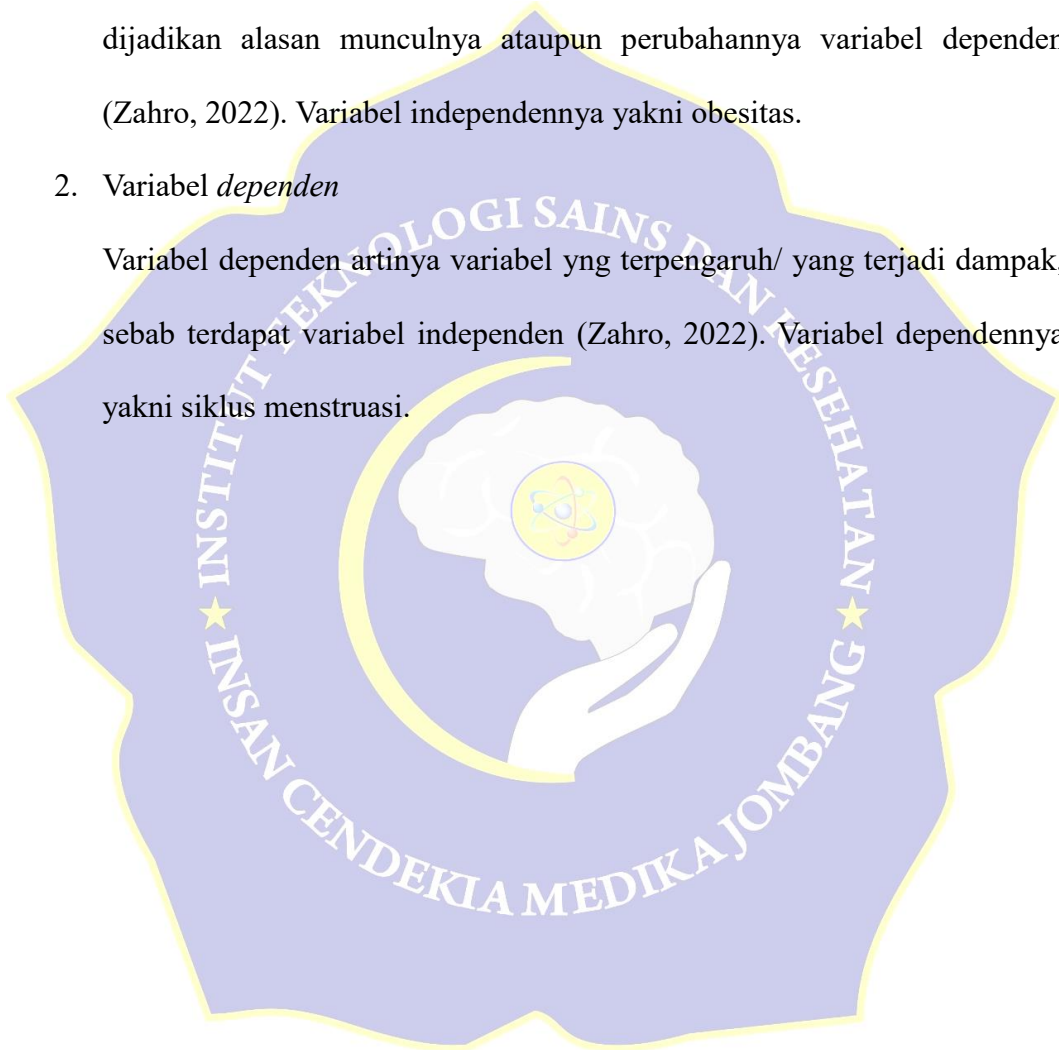 dijadikan alasan munculnya ataupun perubahannya variabel dependen
(Zahro, 2022). Variabel independennya yakni obesitas.
2. Variabel dependen
Variabel dependen artinya variabel yng terpengaruh/ yang terjadi dampak,
sebab terdapat variabel independen (Zahro, 2022). Variabel dependennya
yakni siklus menstruasi.
INSTITUT TEKNOLOGI SAINS DAN KESEHATAN
INSAN CENDEKIA MEDIKA JOMBANG